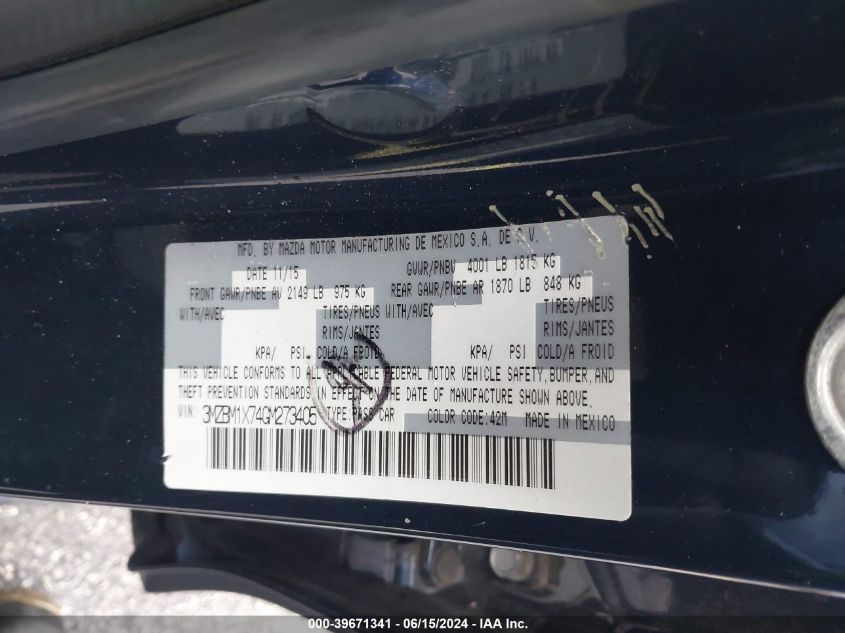 MFD. BY MAZDA MOTOR MANUFACTURING DE MEXICO S.A. DE C.V.
DATE 11/15 GVWR/PNBV 4001 LB 1815 KG
FRONT GAWR/PNBE AV 2149 LB 975 KG REAR GAWR/PNBE AR 1870 LB 848 KG
WITH/AVEC TIRES/PNEUS WITH/AVEC TIRES/PNEUS
RIMS/JANTES RIMS/JANTES
KPA/ PSI COLD/A FROID KPA/ PSI COLD/A FROID
THIS VEHICLE CONFORMS TO ALL APPLICABLE FEDERAL MOTOR VEHICLE SAFETY, BUMPER, AND
THEFT PREVENTION STANDARDS IN EFFECT ON THE DATE OF MANUFACTURE SHOWN ABOVE.
VIN: 3MZBM1X74GM273405 TYPE:PASS CAR COLOR CODE:42M MADE IN MEXICO
000-39671341 - 06/15/2024 - IAA Inc.